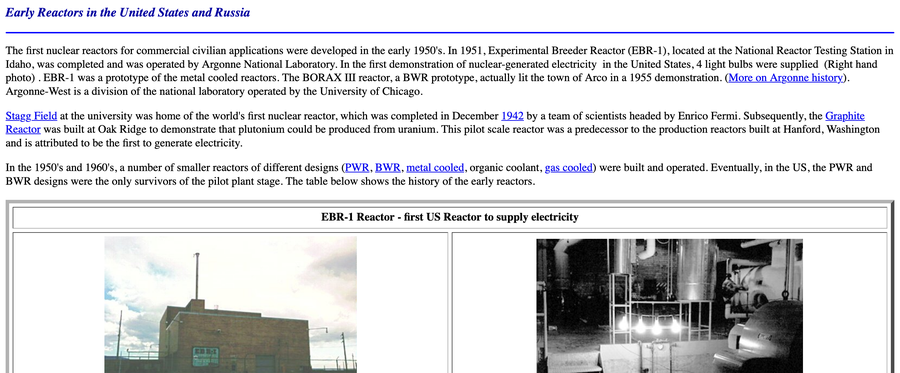 Early Reactors in the United States and Russia
The first nuclear reactors for commercial civilian applications were developed in the early 1950's. In 1951, Experimental Breeder Reactor (EBR-1), located at the National Reactor Testing Station in
Idaho, was completed and was operated by Argonne National Laboratory. In the first demonstration of nuclear-generated electricity in the United States, 4 light bulbs were supplied (Right hand
photo) . EBR-1 was a prototype of the metal cooled reactors. The BORAX III reactor, a BWR prototype, actually lit the town of Arco in a 1955 demonstration. (More on Argonne history).
Argonne-West is a division of the national laboratory operated by the University of Chicago.
Stagg Field at the university was home of the world's first nuclear reactor, which was completed in December 1942 by a team of scientists headed by Enrico Fermi. Subsequently, the Graphite
Reactor was built at Oak Ridge to demonstrate that plutonium could be produced from uranium. This pilot scale reactor was a predecessor to the production reactors built at Hanford, Washington
and is attributed to be the first to generate electricity.
In the 1950's and 1960's, a number of smaller reactors of different designs (PWR, BWR, metal cooled, organic coolant, gas cooled) were built and operated. Eventually, in the US, the PWR and
BWR designs were the only survivors of the pilot plant stage. The table below shows the history of the early reactors.
EBR-1 Reactor - first US Reactor to supply electricity